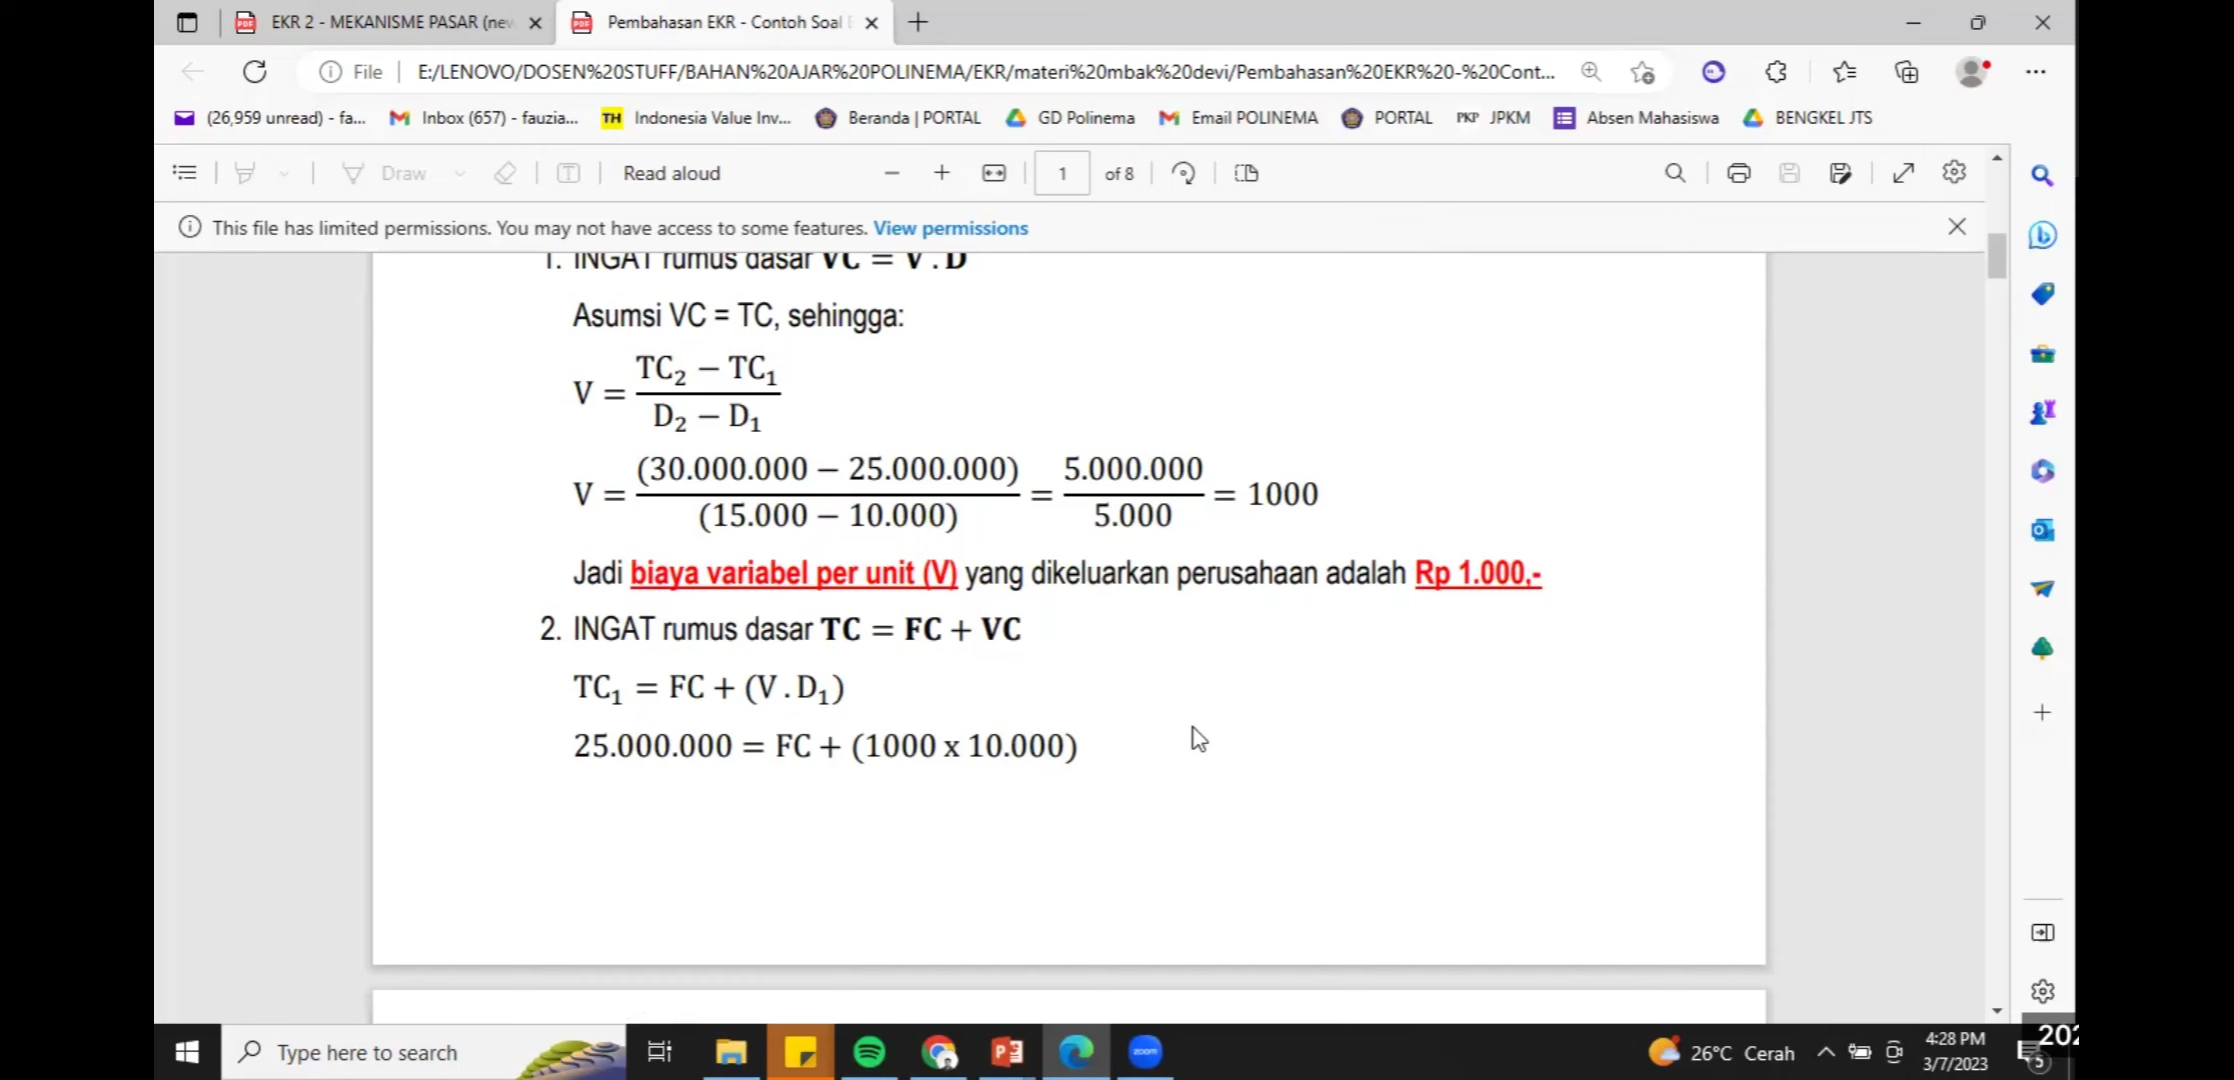 EKR 2 - MEKANISME PASAR (nev
Pembahasan EKR - Contoh Soal
File
E:/LENOVO/DOSEN%20STUFF/BAHAN%20AJAR%20POLINEMA/EKR/materi%20mbak%20devi/Pembahasan%20EKR%20-%20Cont...
(26,959 unread) - fa...
Inbox (657) - fauzia...
TH Indonesia Value Inv...
Beranda | PORTAL
GD Polinema
Email POLINEMA
PORTAL
PKP JPKM
Absen Mahasiswa
BENGKEL JTS
Draw
Read aloud
1 of 8
This file has limited permissions. You may not have access to some features. View permissions
1. INGAT rumus dasar VC = V . D
Asumsi VC = TC, sehingga:
V = (TC₂ − TC₁) / (D₂ − D₁)
V = (30.000.000 − 25.000.000) / (15.000 − 10.000) = 5.000.000 / 5.000 = 1000
Jadi biaya variabel per unit (V) yang dikeluarkan perusahaan adalah Rp 1.000,-
2. INGAT rumus dasar TC = FC + VC
TC₁ = FC + (V . D₁)
25.000.000 = FC + (1000 x 10.000)
Type here to search
zoom
26°C Cerah
4:28 PM
3/7/2023
5
202